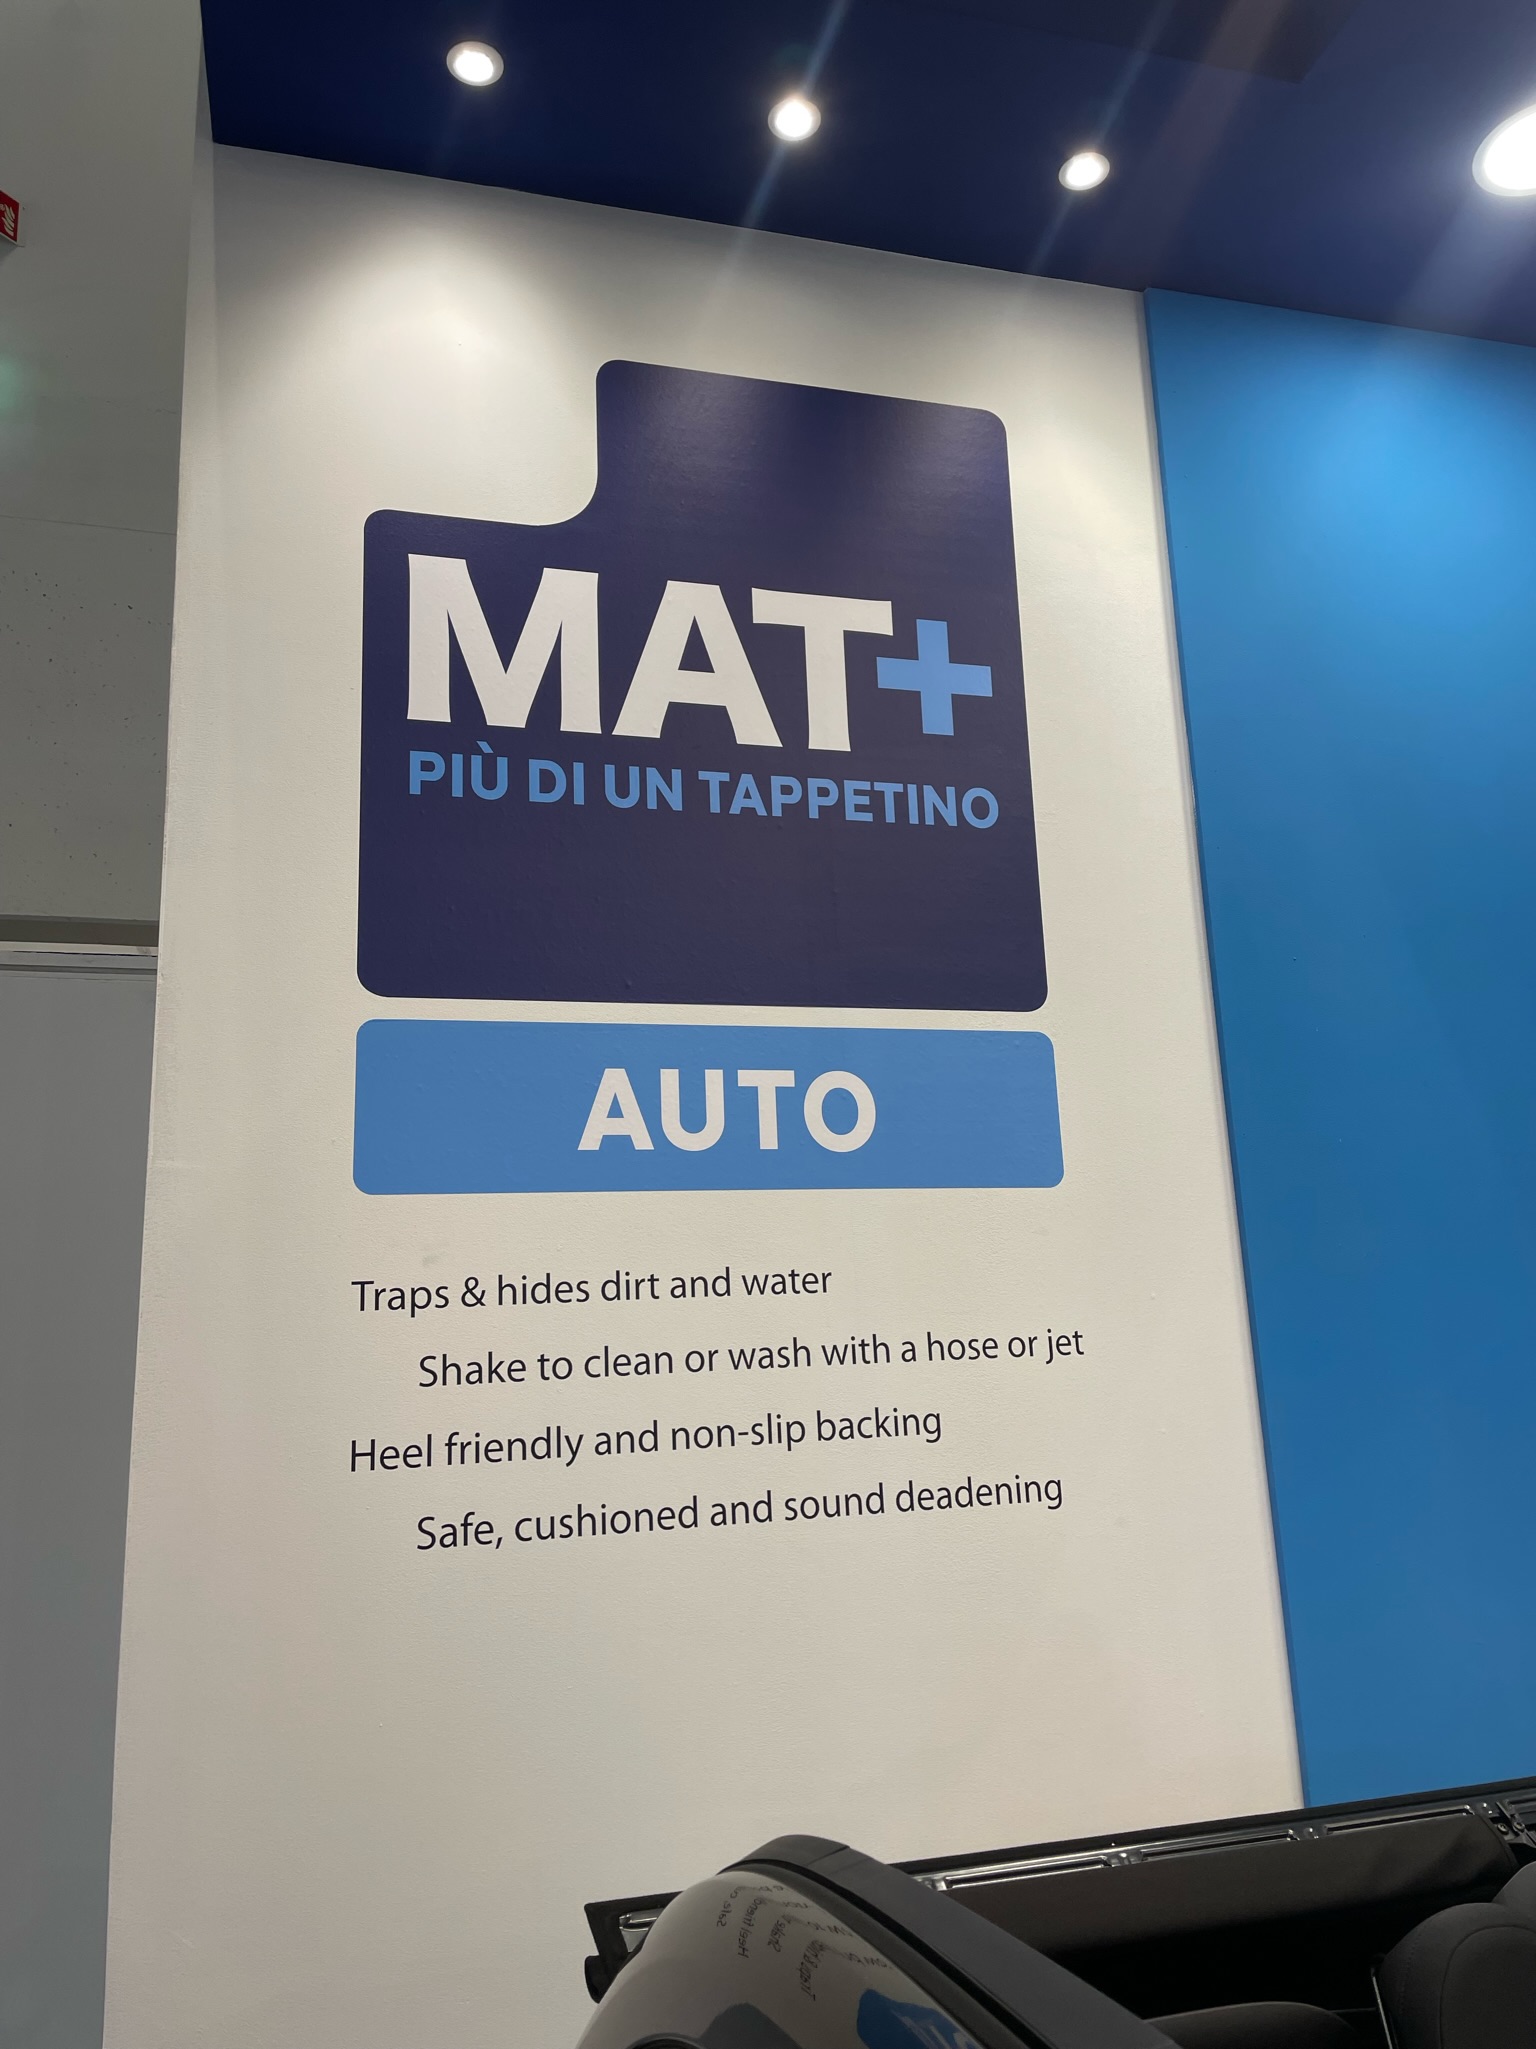 MAT+
PIÙ DI UN TAPPETINO
AUTO
Traps & hides dirt and water
Shake to clean or wash with a hose or jet
Heel friendly and non-slip backing
Safe, cushioned and sound deadening